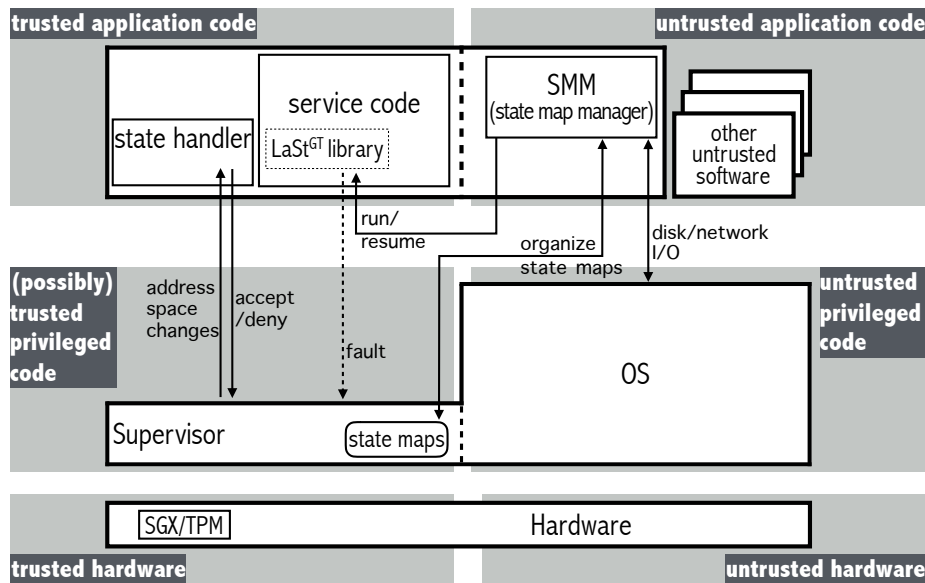 trusted application code
untrusted application code
service code
SMM
(state map manager)
state handler
LaSt^GT library
other
untrusted
software
run/
resume
organize
state maps
disk/network
I/O
(possibly)
trusted
privileged
code
address
space
changes
accept
/deny
fault
untrusted
privileged
code
OS
Supervisor
state maps
SGX/TPM
Hardware
trusted hardware
untrusted hardware